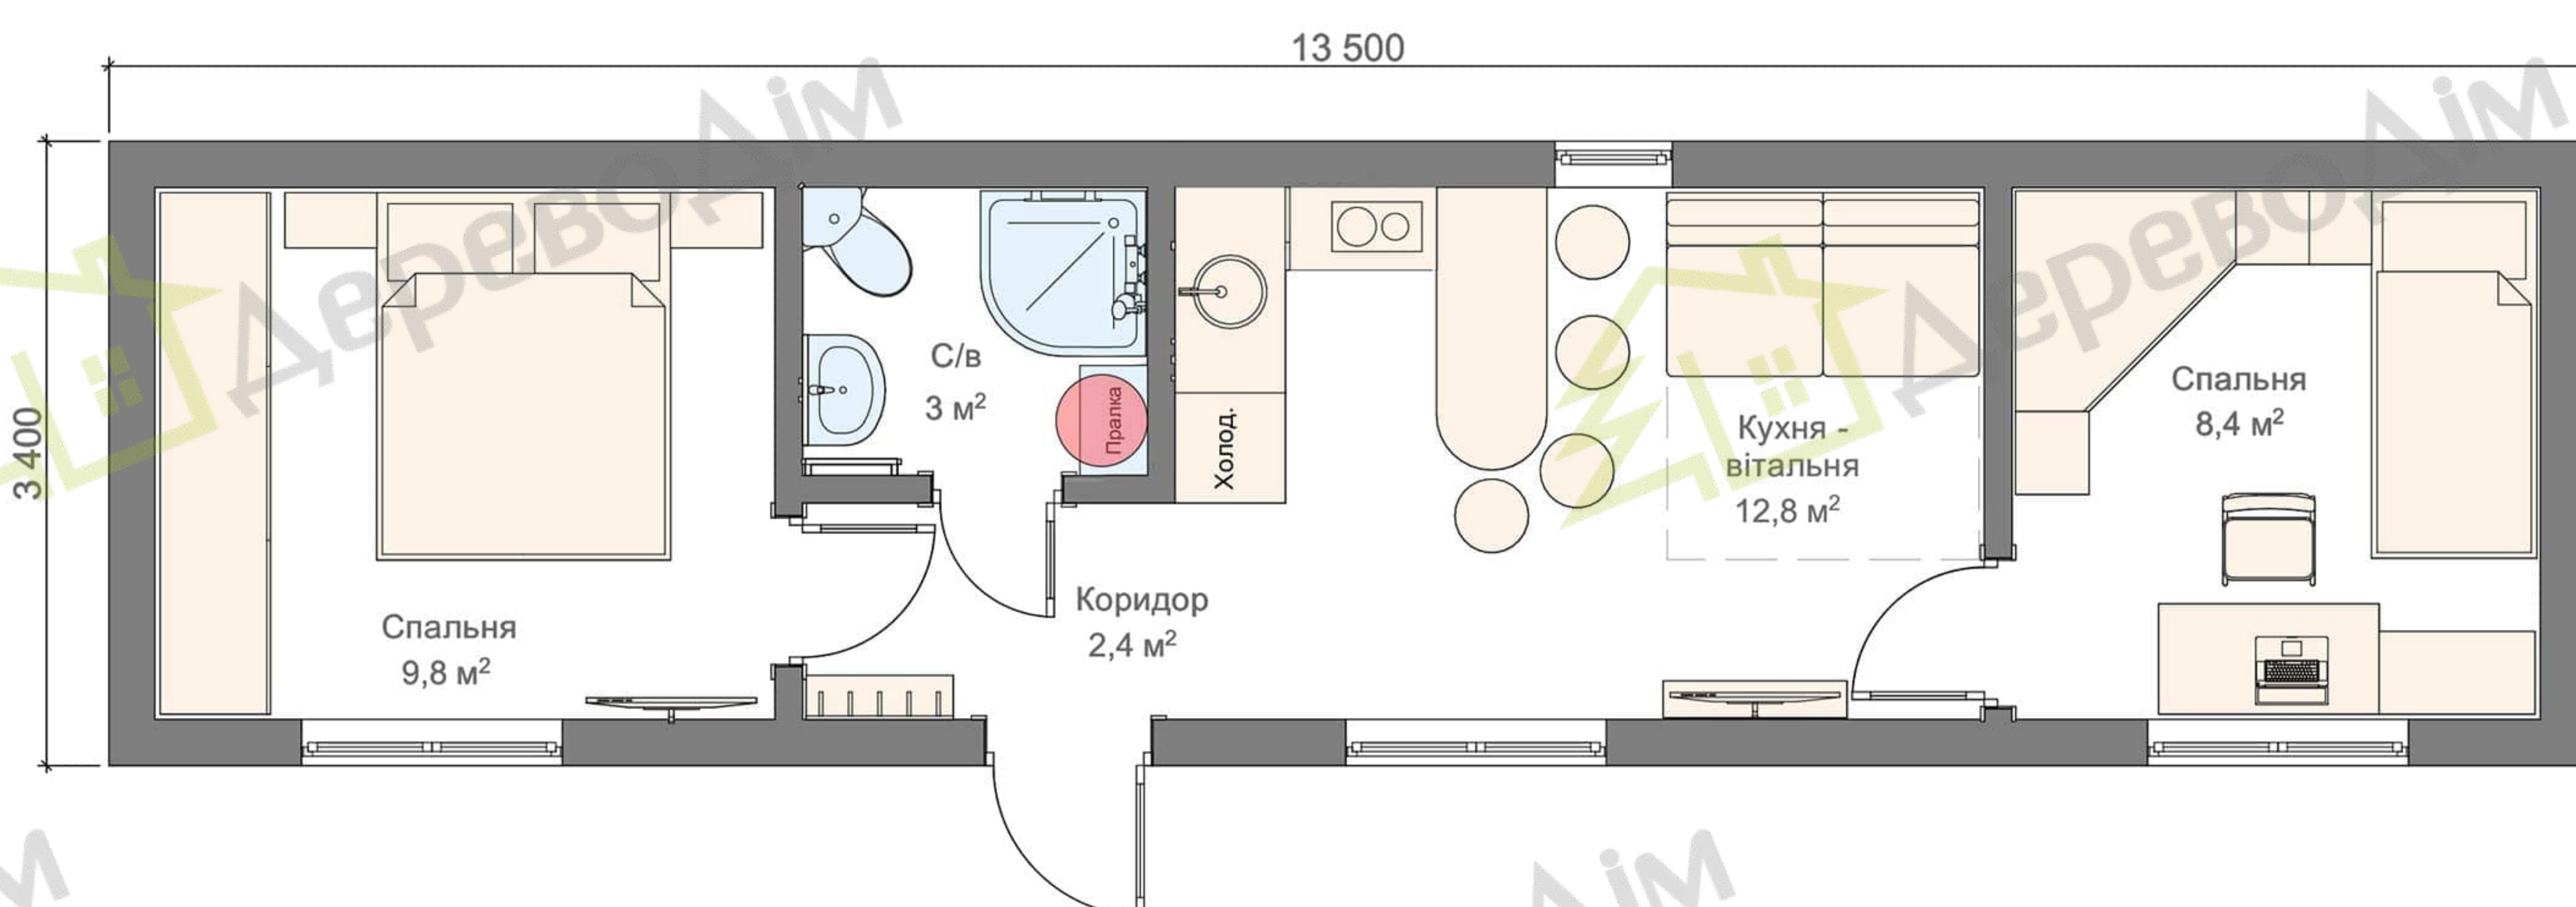 13 500
ДеревоДім
ДеревоДім
3 400
С/в
3 м²
Пралка
Холод.
Кухня -
вітальня
12,8 м²
Спальня
8,4 м²
Коридор
2,4 м²
Спальня
9,8 м²
м
Дім